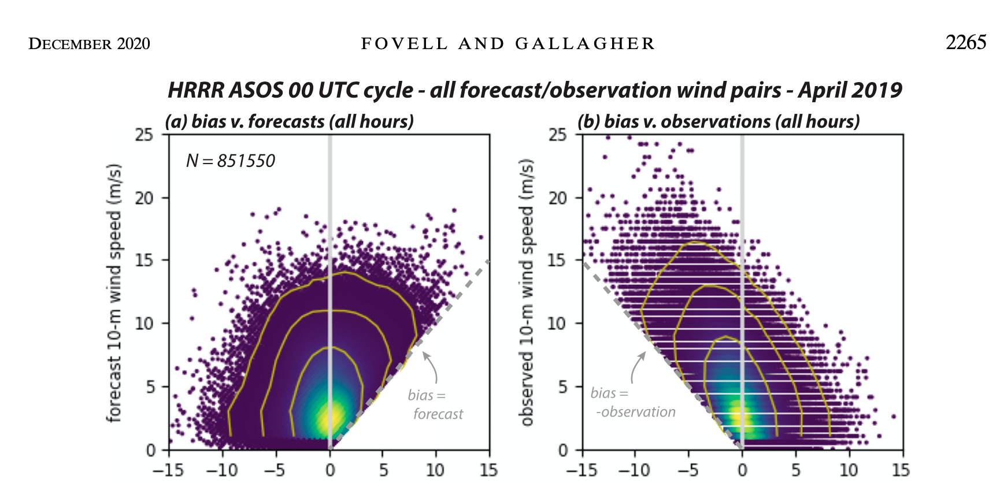 DECEMBER 2020 FOVELL AND GALLAGHER 2265
HRRR ASOS 00 UTC cycle - all forecast/observation wind pairs - April 2019
(a) bias v. forecasts (all hours)
25
20
15
10
5
0
forecast 10-m wind speed (m/s)
N = 851550
bias =
forecast
−15 −10 −5 0 5 10 15
(b) bias v. observations (all hours)
25
20
15
10
5
0
observed 10-m wind speed (m/s)
bias =
-observation
−15 −10 −5 0 5 10 15